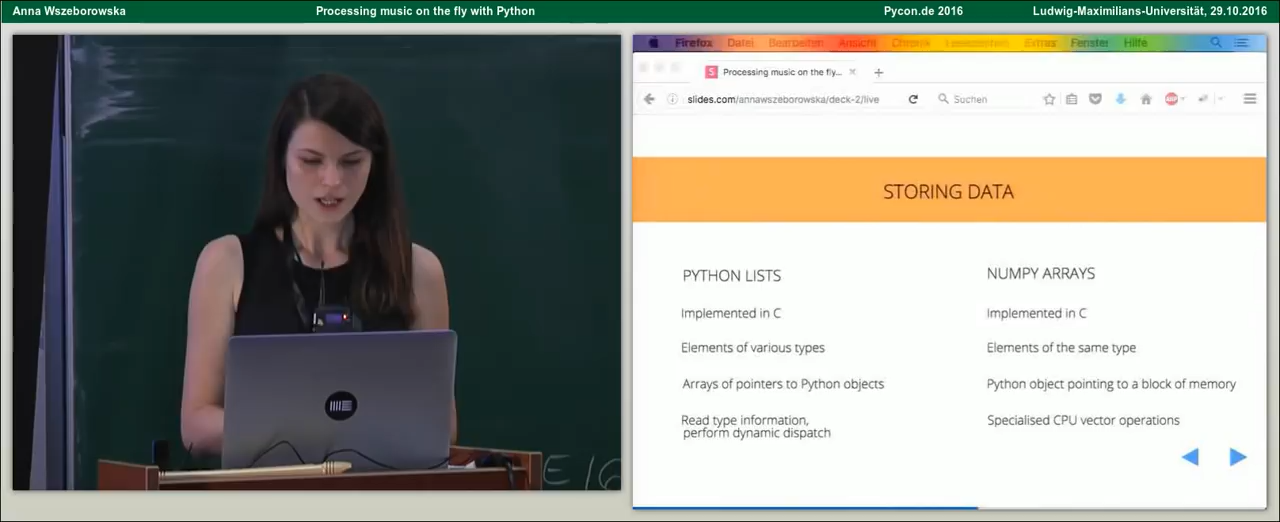 Anna Wszeborowska
Processing music on the fly with Python
Pycon.de 2016
Ludwig-Maximilians-Universität, 29.10.2016
Firefox Datei Bearbeiten Ansicht Chronik Lesezeichen Extras Fenster Hilfe
S Processing music on the fly...
slides.com/annawszeborowska/deck-2/live
Suchen
ABP
STORING DATA
PYTHON LISTS
Implemented in C
Elements of various types
Arrays of pointers to Python objects
Read type information,
perform dynamic dispatch
NUMPY ARRAYS
Implemented in C
Elements of the same type
Python object pointing to a block of memory
Specialised CPU vector operations
E 16